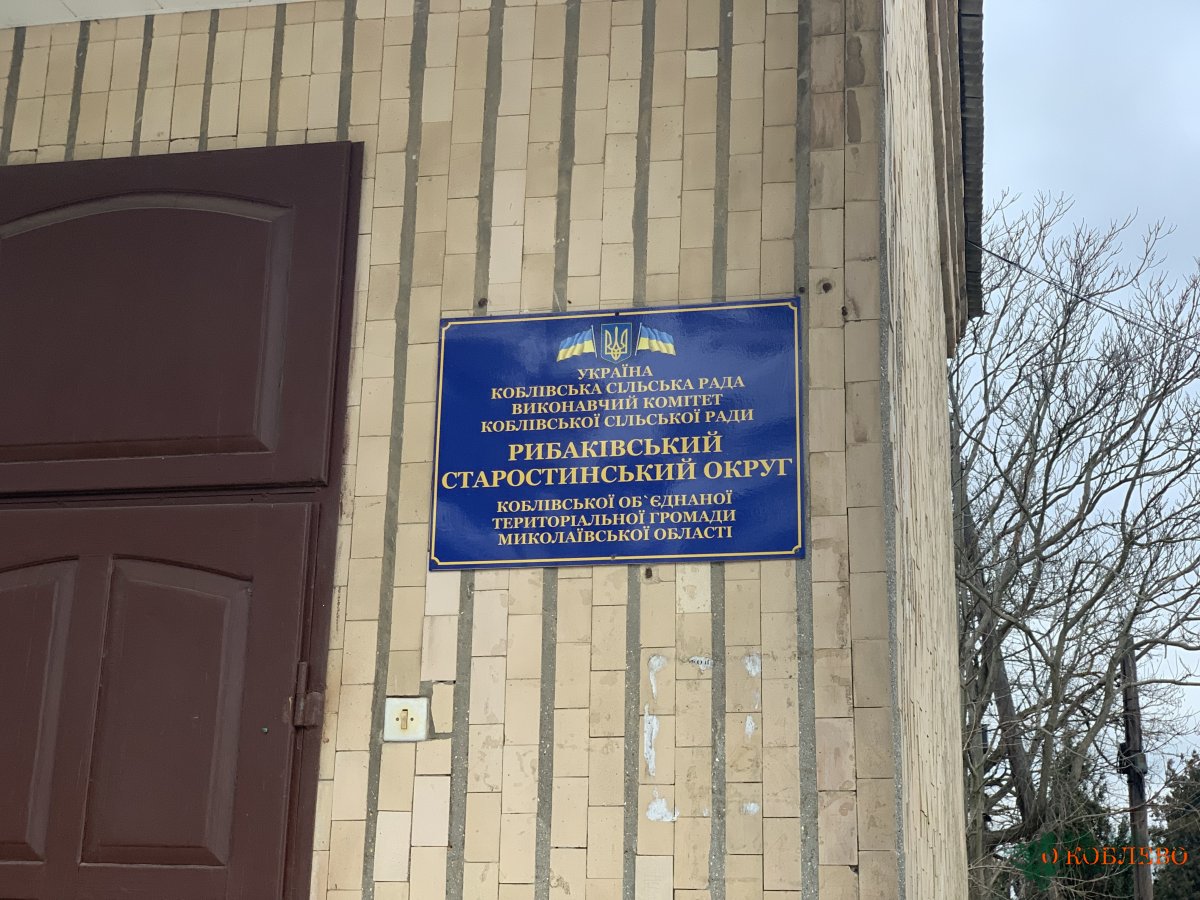 УКРАЇНА
КОБЛІВСЬКА СІЛЬСЬКА РАДА
ВИКОНАВЧИЙ КОМІТЕТ
КОБЛІВСЬКОЇ СІЛЬСЬКОЇ РАДИ
РИБАКІВСЬКИЙ
СТАРОСТИНСЬКИЙ ОКРУГ
КОБЛІВСЬКОЇ ОБ`ЄДНАНОЇ
ТЕРИТОРІАЛЬНОЇ ГРОМАДИ
МИКОЛАЇВСЬКОЇ ОБЛАСТІ
О КОБЛЕВО